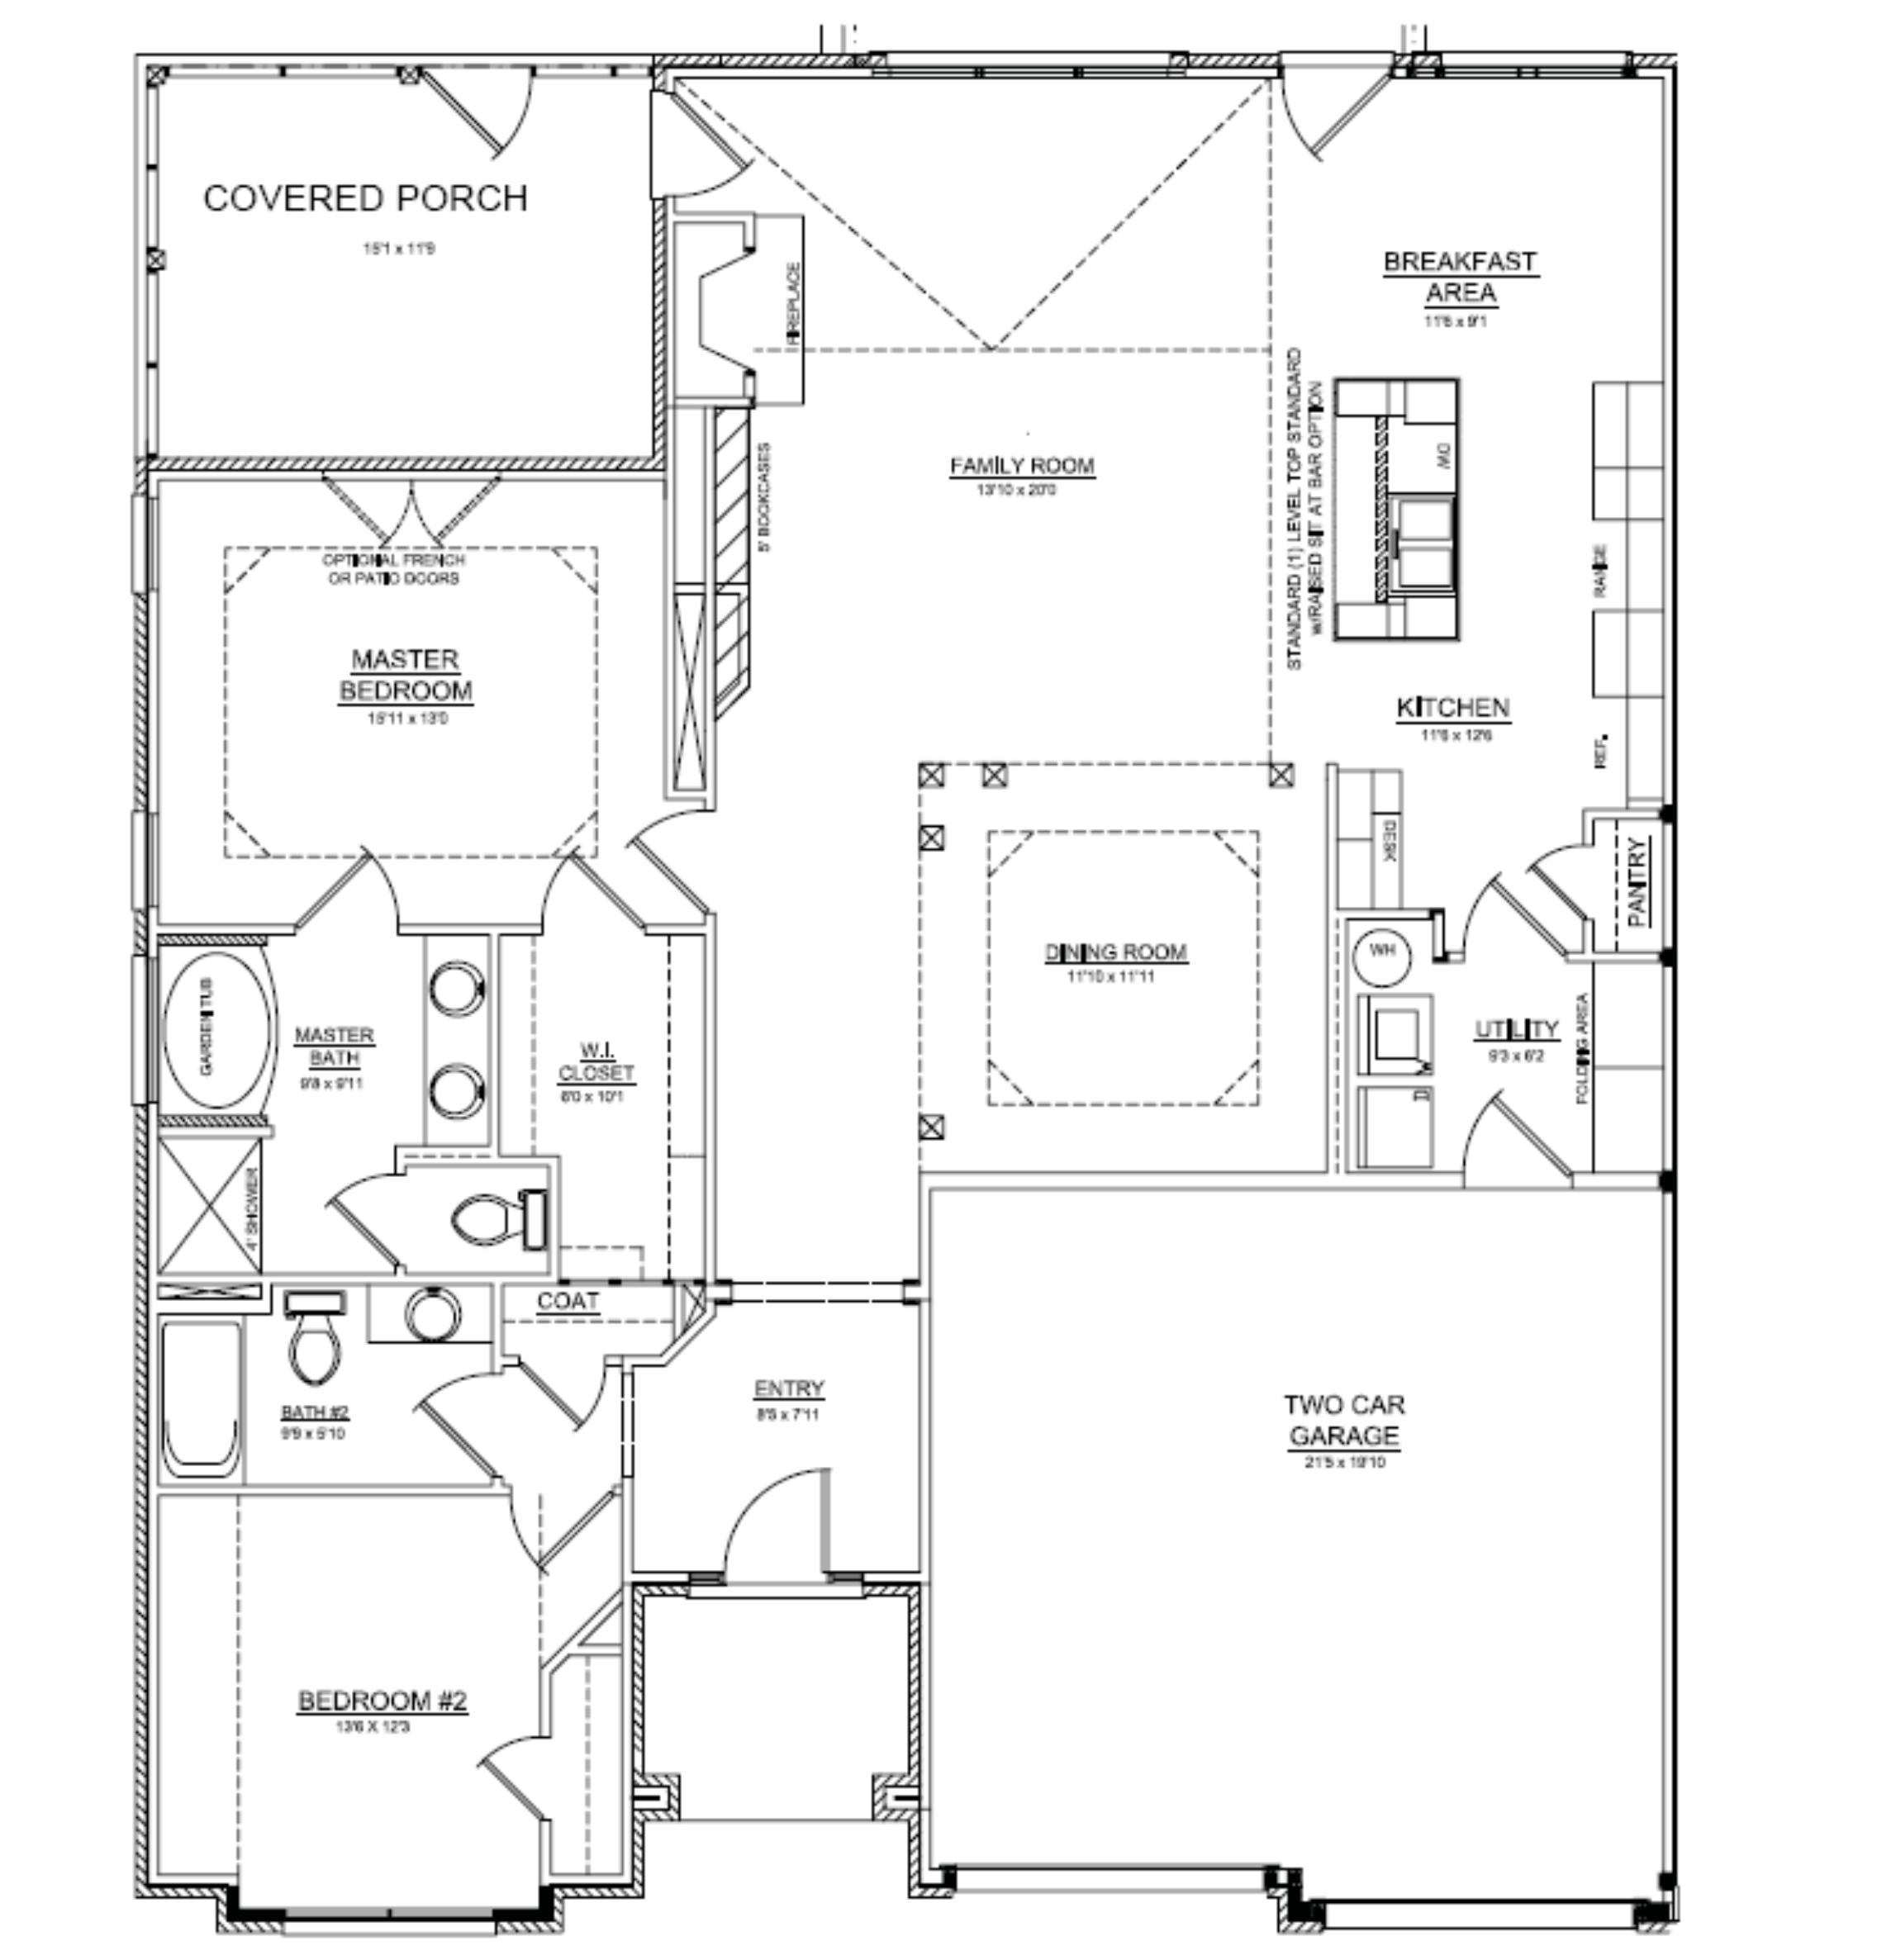 COVERED PORCH
15'1 x 11'9
FIREPLACE
BREAKFAST
AREA
11'6 x 9'1
5' BOOKCASES
FAMILY ROOM
13'10 x 20'0
STANDARD (1) LEVEL TOP STANDARD
w/RAISED SIT AT BAR OPTION
DW
RANGE
OPTIONAL FRENCH
OR PATIO DOORS
MASTER
BEDROOM
15'11 x 13'0
KITCHEN
11'6 x 12'6
REF.
DESK
PANTRY
DINING ROOM
11'10 x 11'11
WH
GARDEN TUB
MASTER
BATH
9'8 x 9'11
W.I.
CLOSET
8'0 x 10'1
UTILITY
9'3 x 6'2
FOLDING AREA
W
D
4' SHOWER
COAT
ENTRY
8'5 x 7'11
BATH #2
9'9 x 5'10
TWO CAR
GARAGE
21'5 x 19'10
BEDROOM #2
13'6 X 12'3